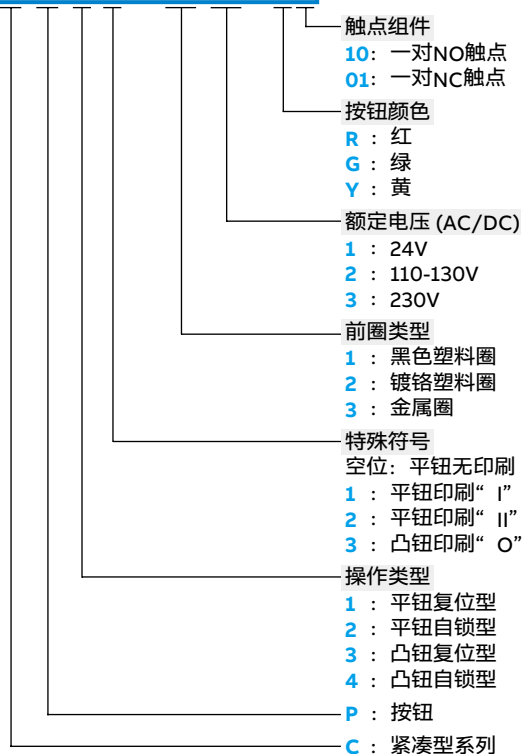 触点组件
10：一对NO触点
01：一对NC触点
按钮颜色
R：红
G：绿
Y：黄
额定电压 (AC/DC)
1：24V
2：110-130V
3：230V
前圈类型
1：黑色塑料圈
2：镀铬塑料圈
3：金属圈
特殊符号
空位：平钮无印刷
1：平钮印刷“ I”
2：平钮印刷“ II”
3：凸钮印刷“ O”
操作类型
1：平钮复位型
2：平钮自锁型
3：凸钮复位型
4：凸钮自锁型
P：按钮
C：紧凑型系列